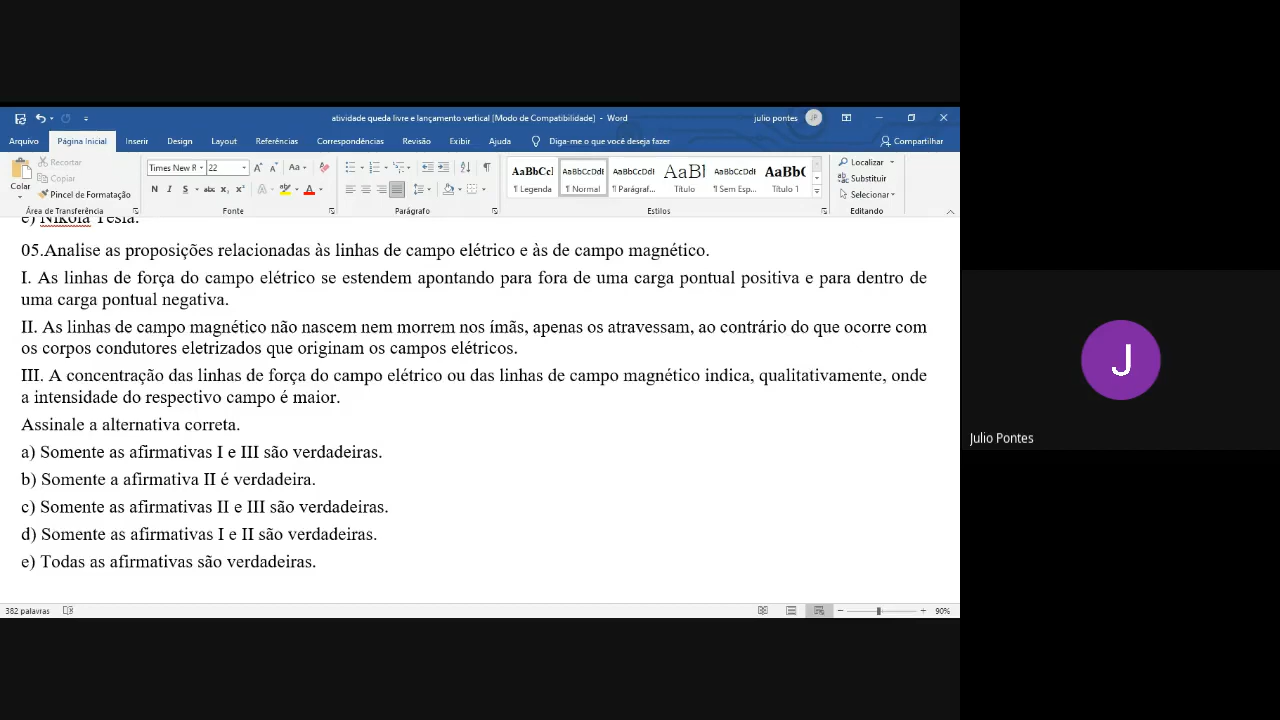 atividade queda livre e lançamento vertical [Modo de Compatibilidade] - Word
julio pontes
JP
Arquivo Página Inicial Inserir Design Layout Referências Correspondências Revisão Exibir Ajuda Diga-me o que você deseja fazer Compartilhar
Colar
Recortar
Copiar
Pincel de Formatação
Área de Transferência
Times New R 22
Fonte
Parágrafo
AaBbCcI AaBbCcDdI AaBbCcDdI AaBl AaBbCcDdI AaBb(
¶ Legenda ¶ Normal ¶ Parágraf... Título ¶ Sem Esp... Título 1
Estilos
Localizar
Substituir
Selecionar
Editando
e) Nikola Tesla.
05.Analise as proposições relacionadas às linhas de campo elétrico e às de campo magnético.
I. As linhas de força do campo elétrico se estendem apontando para fora de uma carga pontual positiva e para dentro de
uma carga pontual negativa.
II. As linhas de campo magnético não nascem nem morrem nos ímãs, apenas os atravessam, ao contrário do que ocorre com
os corpos condutores eletrizados que originam os campos elétricos.
III. A concentração das linhas de força do campo elétrico ou das linhas de campo magnético indica, qualitativamente, onde
a intensidade do respectivo campo é maior.
Assinale a alternativa correta.
a) Somente as afirmativas I e III são verdadeiras.
b) Somente a afirmativa II é verdadeira.
c) Somente as afirmativas II e III são verdadeiras.
d) Somente as afirmativas I e II são verdadeiras.
e) Todas as afirmativas são verdadeiras.
382 palavras
90%
J
Julio Pontes